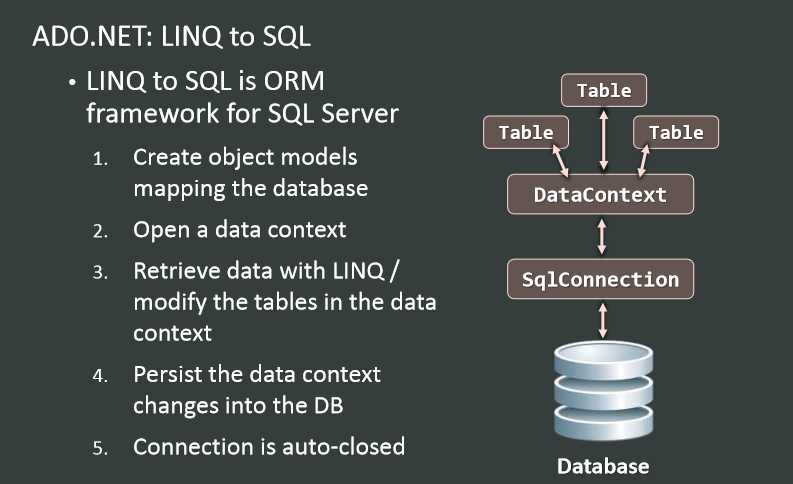 ADO.NET: LINQ to SQL
• LINQ to SQL is ORM
framework for SQL Server
1. Create object models
mapping the database
2. Open a data context
3. Retrieve data with LINQ /
modify the tables in the data
context
4. Persist the data context
changes into the DB
5. Connection is auto-closed
Table
Table
Table
DataContext
SqlConnection
Database